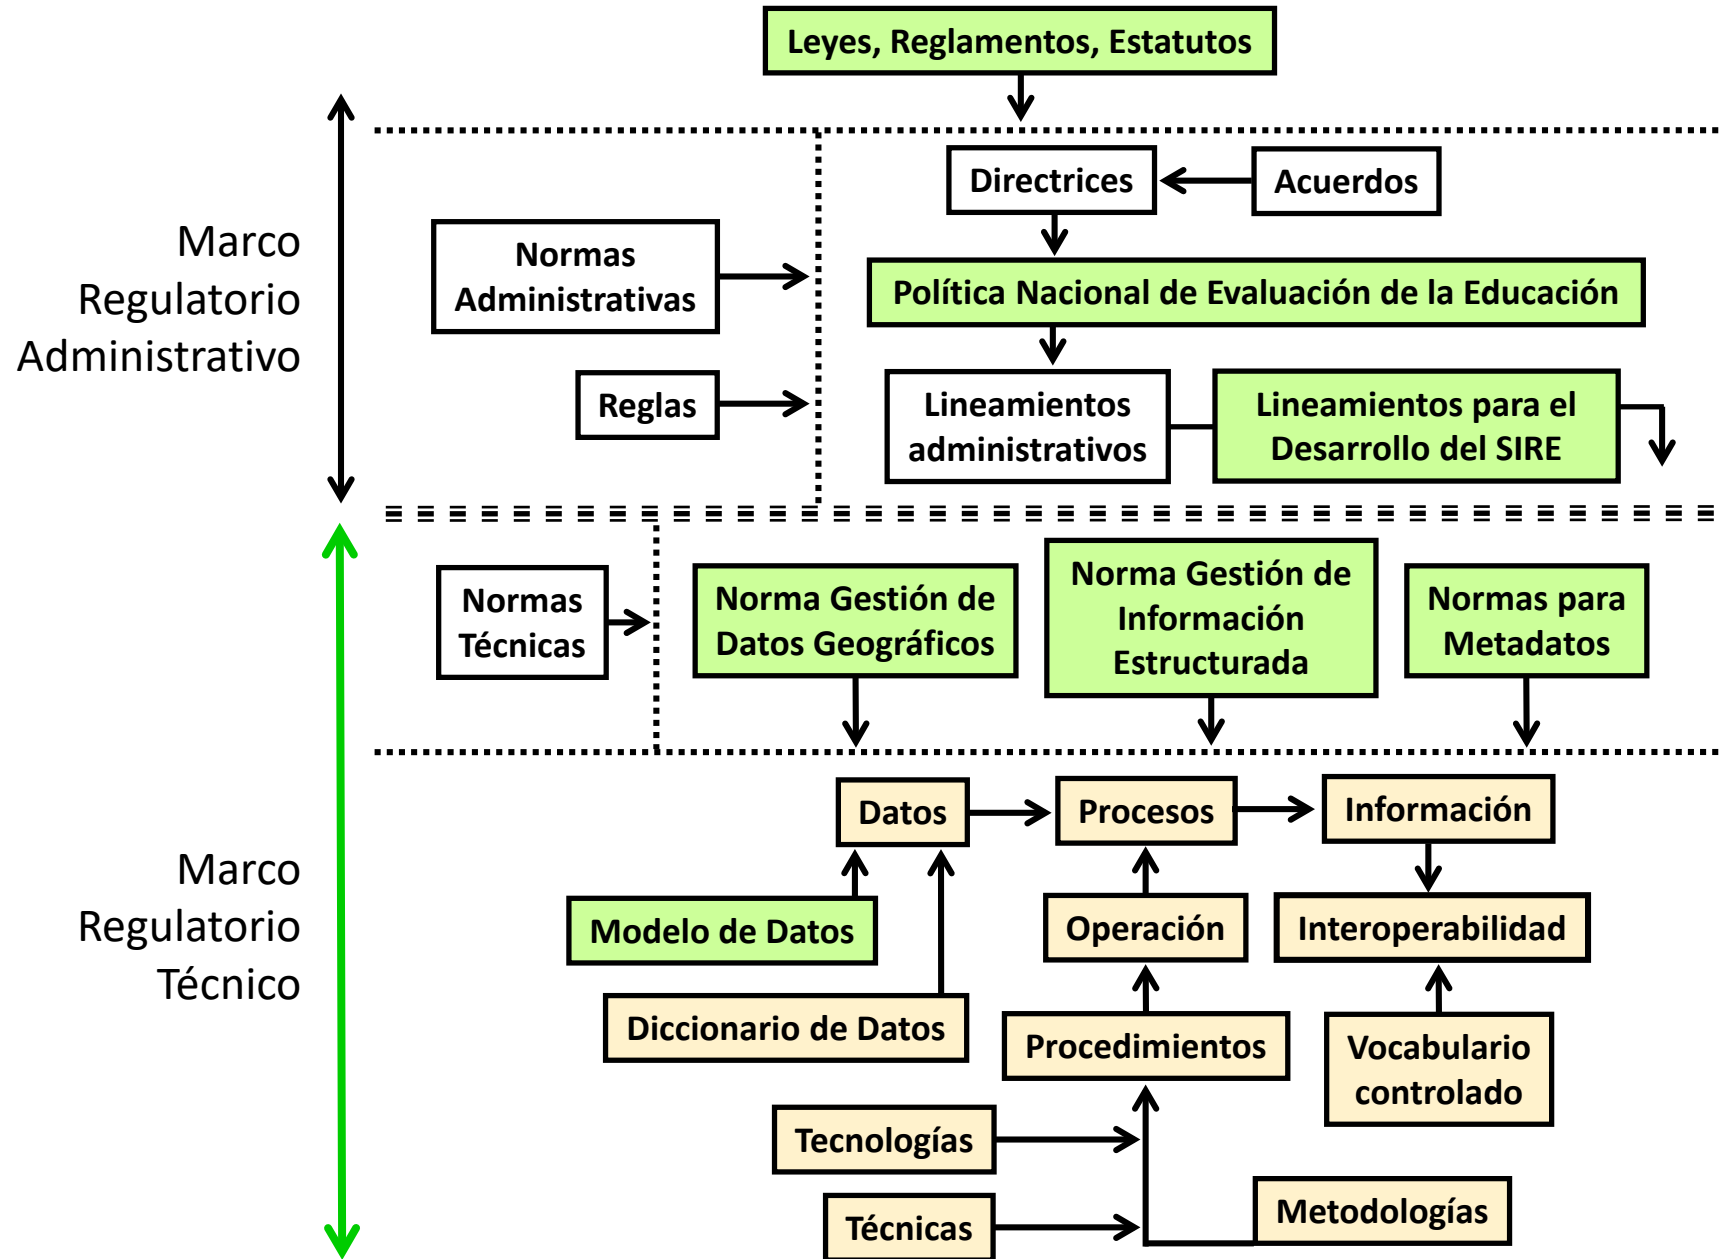 Leyes, Reglamentos, Estatutos
Marco
Regulatorio
Administrativo
Directrices
Acuerdos
Normas
Administrativas
Política Nacional de Evaluación de la Educación
Reglas
Lineamientos
administrativos
Lineamientos para el
Desarrollo del SIRE
Marco
Regulatorio
Técnico
Normas
Técnicas
Norma Gestión de
Datos Geográficos
Norma Gestión de
Información
Estructurada
Normas para
Metadatos
Datos
Procesos
Información
Modelo de Datos
Operación
Interoperabilidad
Diccionario de Datos
Procedimientos
Vocabulario
controlado
Tecnologías
Técnicas
Metodologías